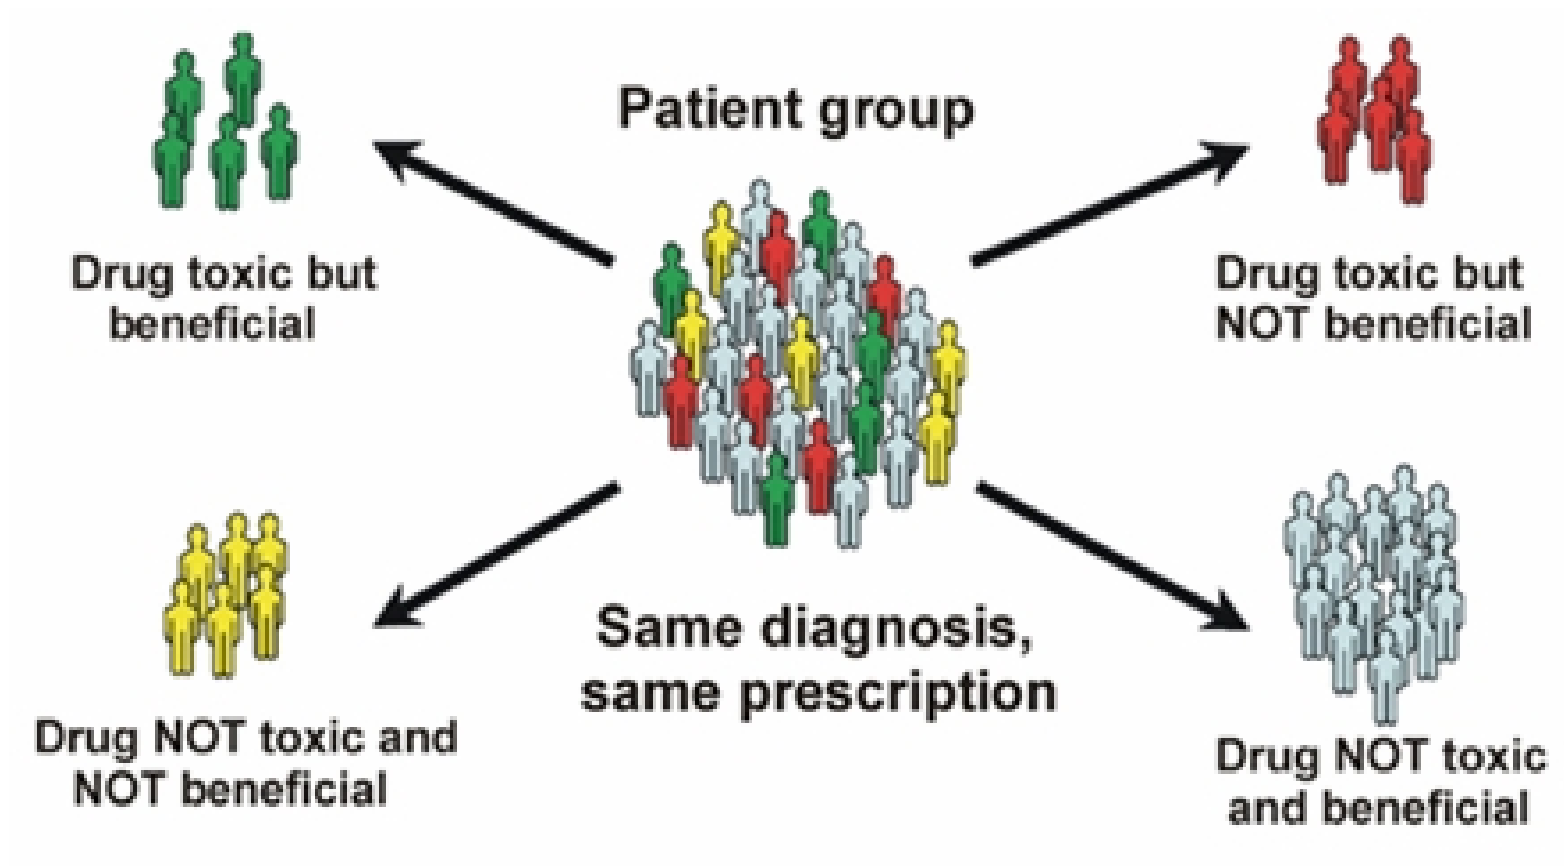 Patient group
Drug toxic but
beneficial
Drug toxic but
NOT beneficial
Same diagnosis,
same prescription
Drug NOT toxic and
NOT beneficial
Drug NOT toxic
and beneficial